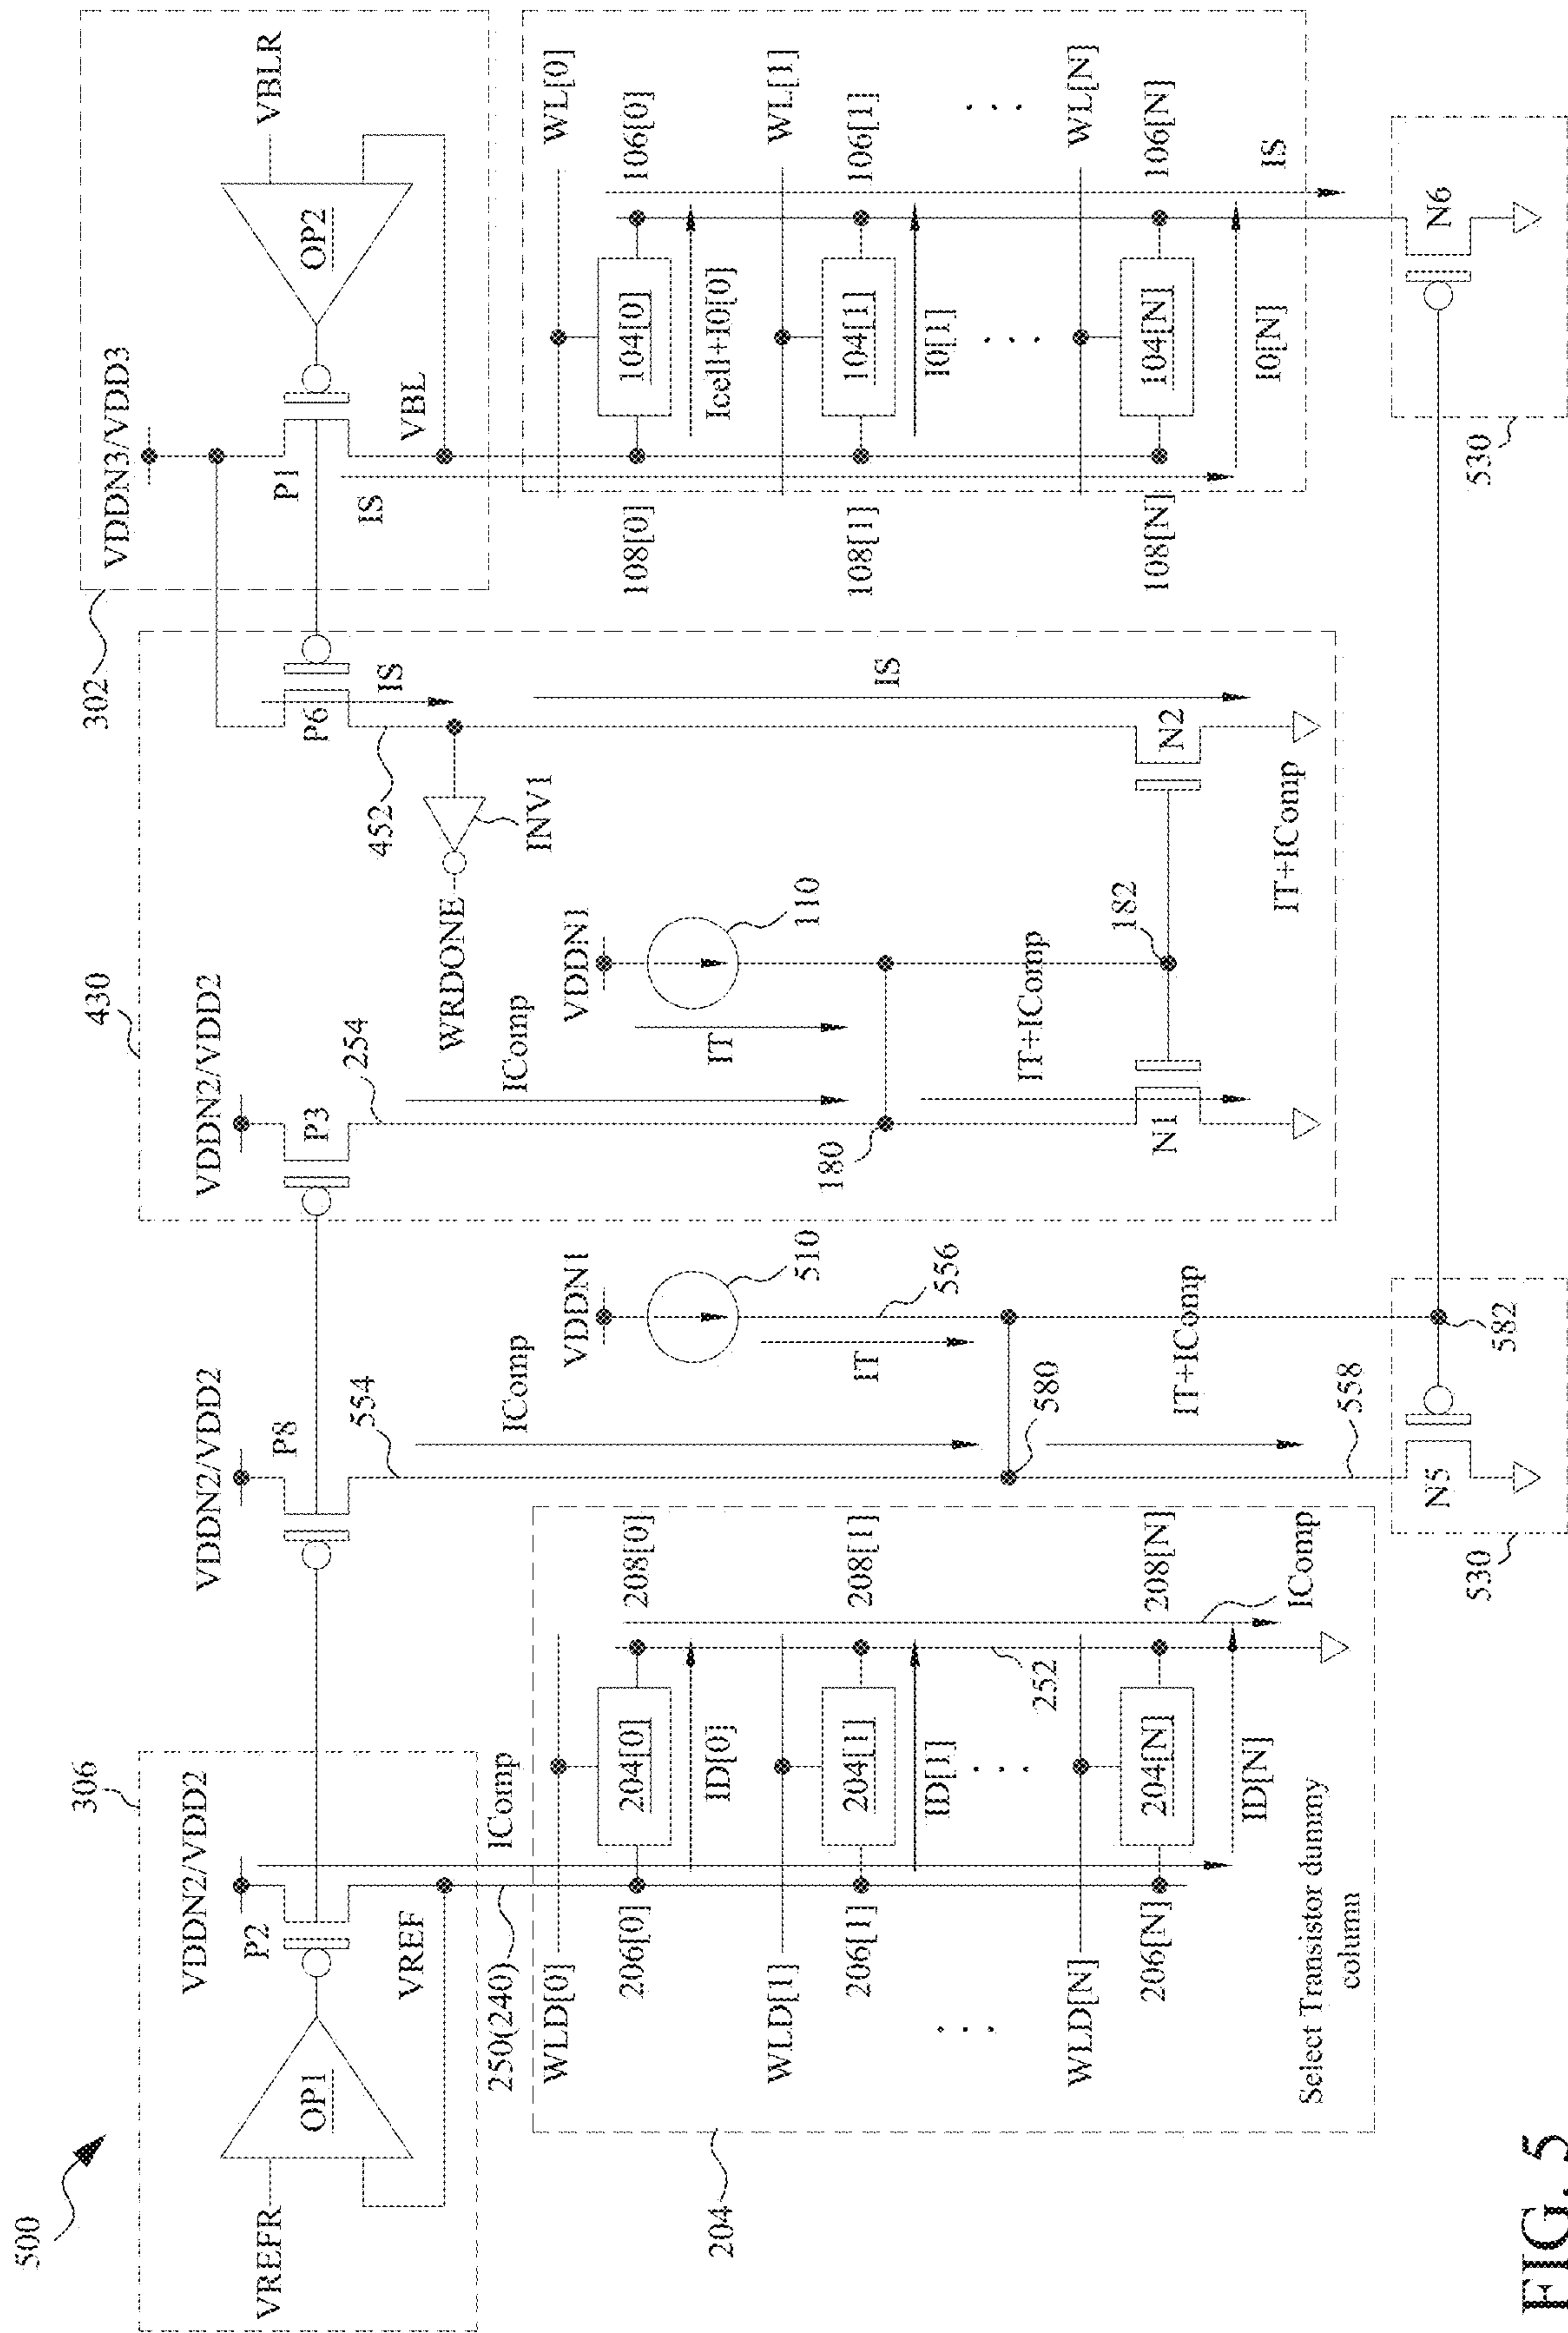 500
306
430
302
VREFR
OP1
P2
VDDN2/VDD2
VREF
250(240)
IComp
VDDN2/VDD2
P8
554
IComp
VDDN1
510
556
IT
580
IT+IComp
558
N5
582
530
VDDN2/VDD2
P3
254
IComp
WRDONE
INV1
452
P6
IS
IS
VDDN1
110
IT
180
IT+IComp
182
N1
N2
IT+IComp
VDDN3/VDD3
P1
IS
VBL
OP2
VBLR
204
WLD[0]
206[0]
204[0]
208[0]
ID[0]
WLD[1]
206[1]
204[1]
208[1]
ID[1]
. . .
. . .
252
WLD[N]
206[N]
204[N]
208[N]
ID[N]
IComp
Select Transistor dummy
column
WL[0]
108[0]
104[0]
106[0]
Icell+I0[0]
WL[1]
108[1]
104[1]
106[1]
I0[1]
. . .
. . .
WL[N]
108[N]
104[N]
106[N]
I0[N]
IS
N6
530
FIG. 5